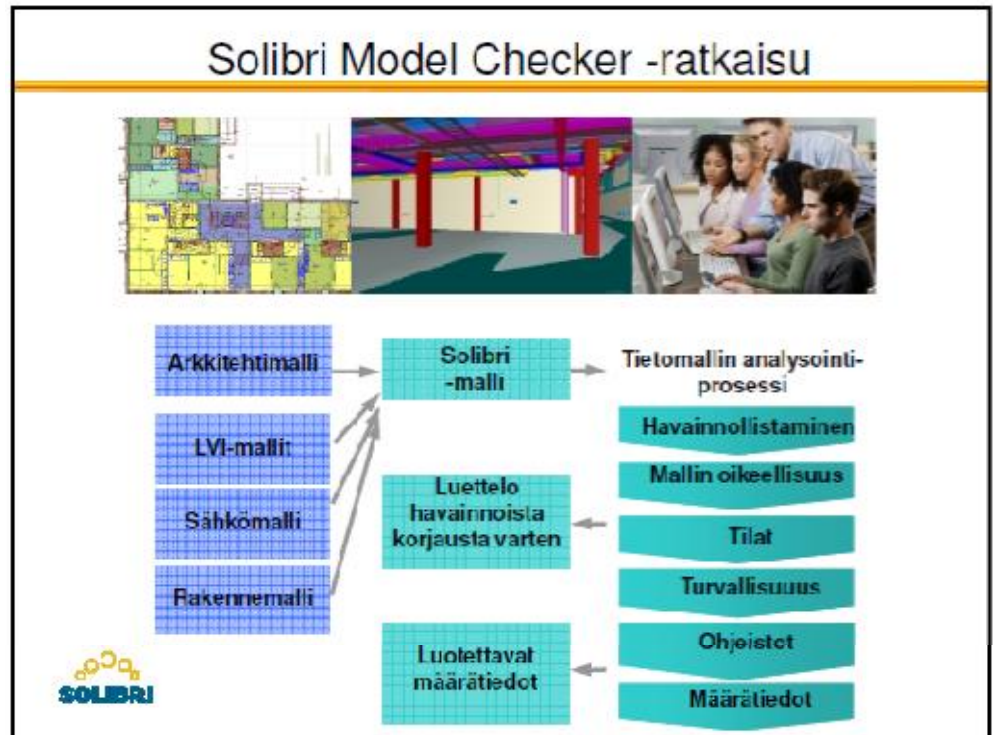 Solibri Model Checker -ratkaisu
Arkkitehtimalli
LVI-mallit
Sähkömalli
Rakennemalli
Solibri
-malli
Luettelo
havainnoista
korjausta varten
Luotettavat
määrätiedot
Tietomallin analysointi-
prosessi
Havainnollistaminen
Mallin oikeellisuus
Tilat
Turvallisuuus
Ohjeistot
Määrätiedot
SOLIBRI